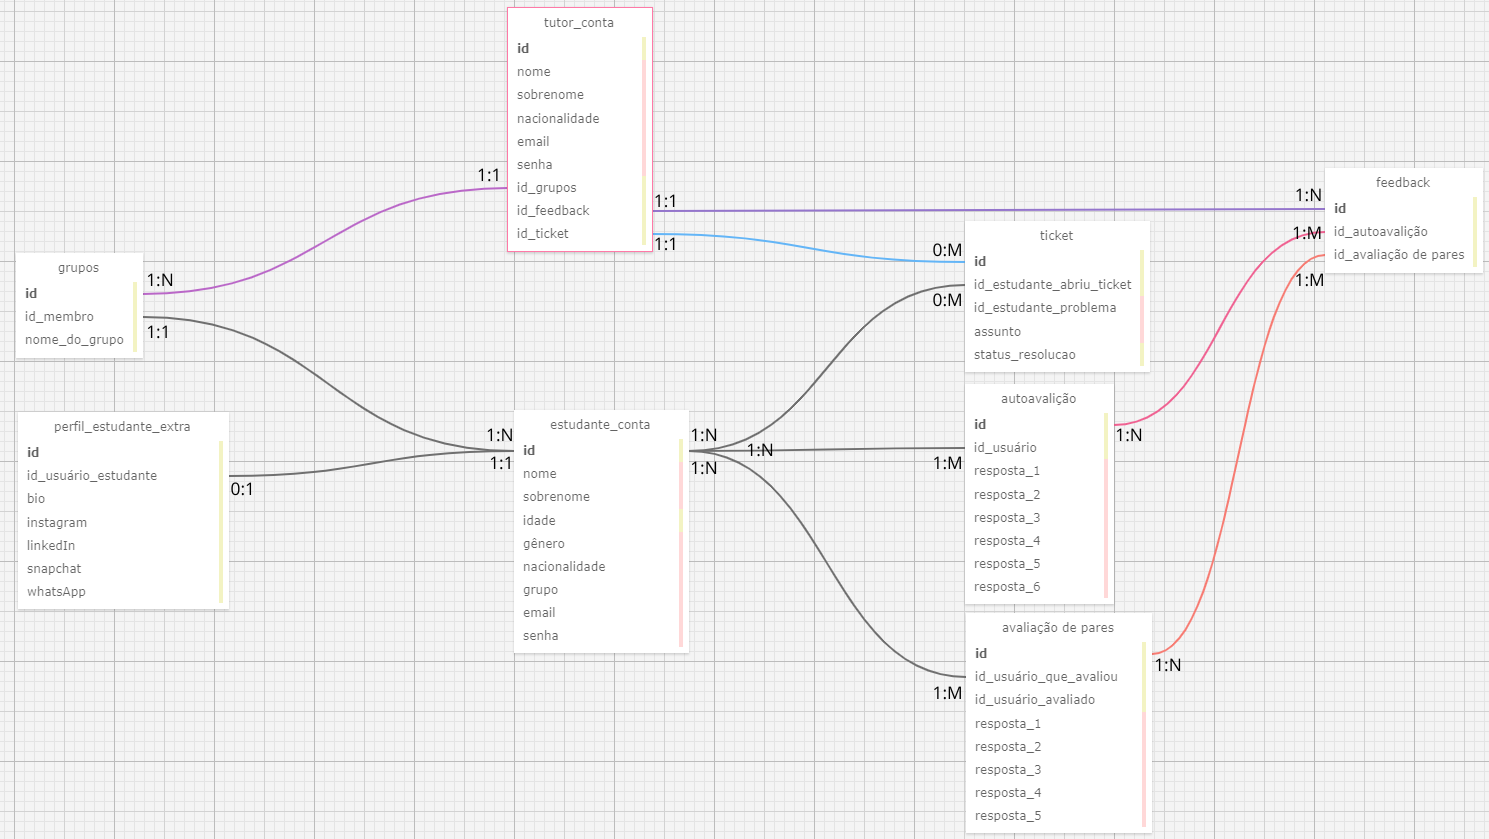 tutor_conta
id
nome
sobrenome
nacionalidade
email
senha
id_grupos
id_feedback
id_ticket
1:1
1:1
1:1
grupos
id
id_membro
nome_do_grupo
1:N
1:1
perfil_estudante_extra
id
id_usuário_estudante
bio
instagram
linkedIn
snapchat
whatsApp
0:1
estudante_conta
id
nome
sobrenome
idade
gênero
nacionalidade
grupo
email
senha
1:N
1:1
1:N
1:N
1:N
ticket
id
id_estudante_abriu_ticket
id_estudante_problema
assunto
status_resolucao
0:M
0:M
autoavalição
id
id_usuário
resposta_1
resposta_2
resposta_3
resposta_4
resposta_5
resposta_6
1:M
1:N
avaliação de pares
id
id_usuário_que_avaliou
id_usuário_avaliado
resposta_1
resposta_2
resposta_3
resposta_4
resposta_5
1:M
1:N
feedback
id
id_autoavalição
id_avaliação de pares
1:N
1:M
1:M